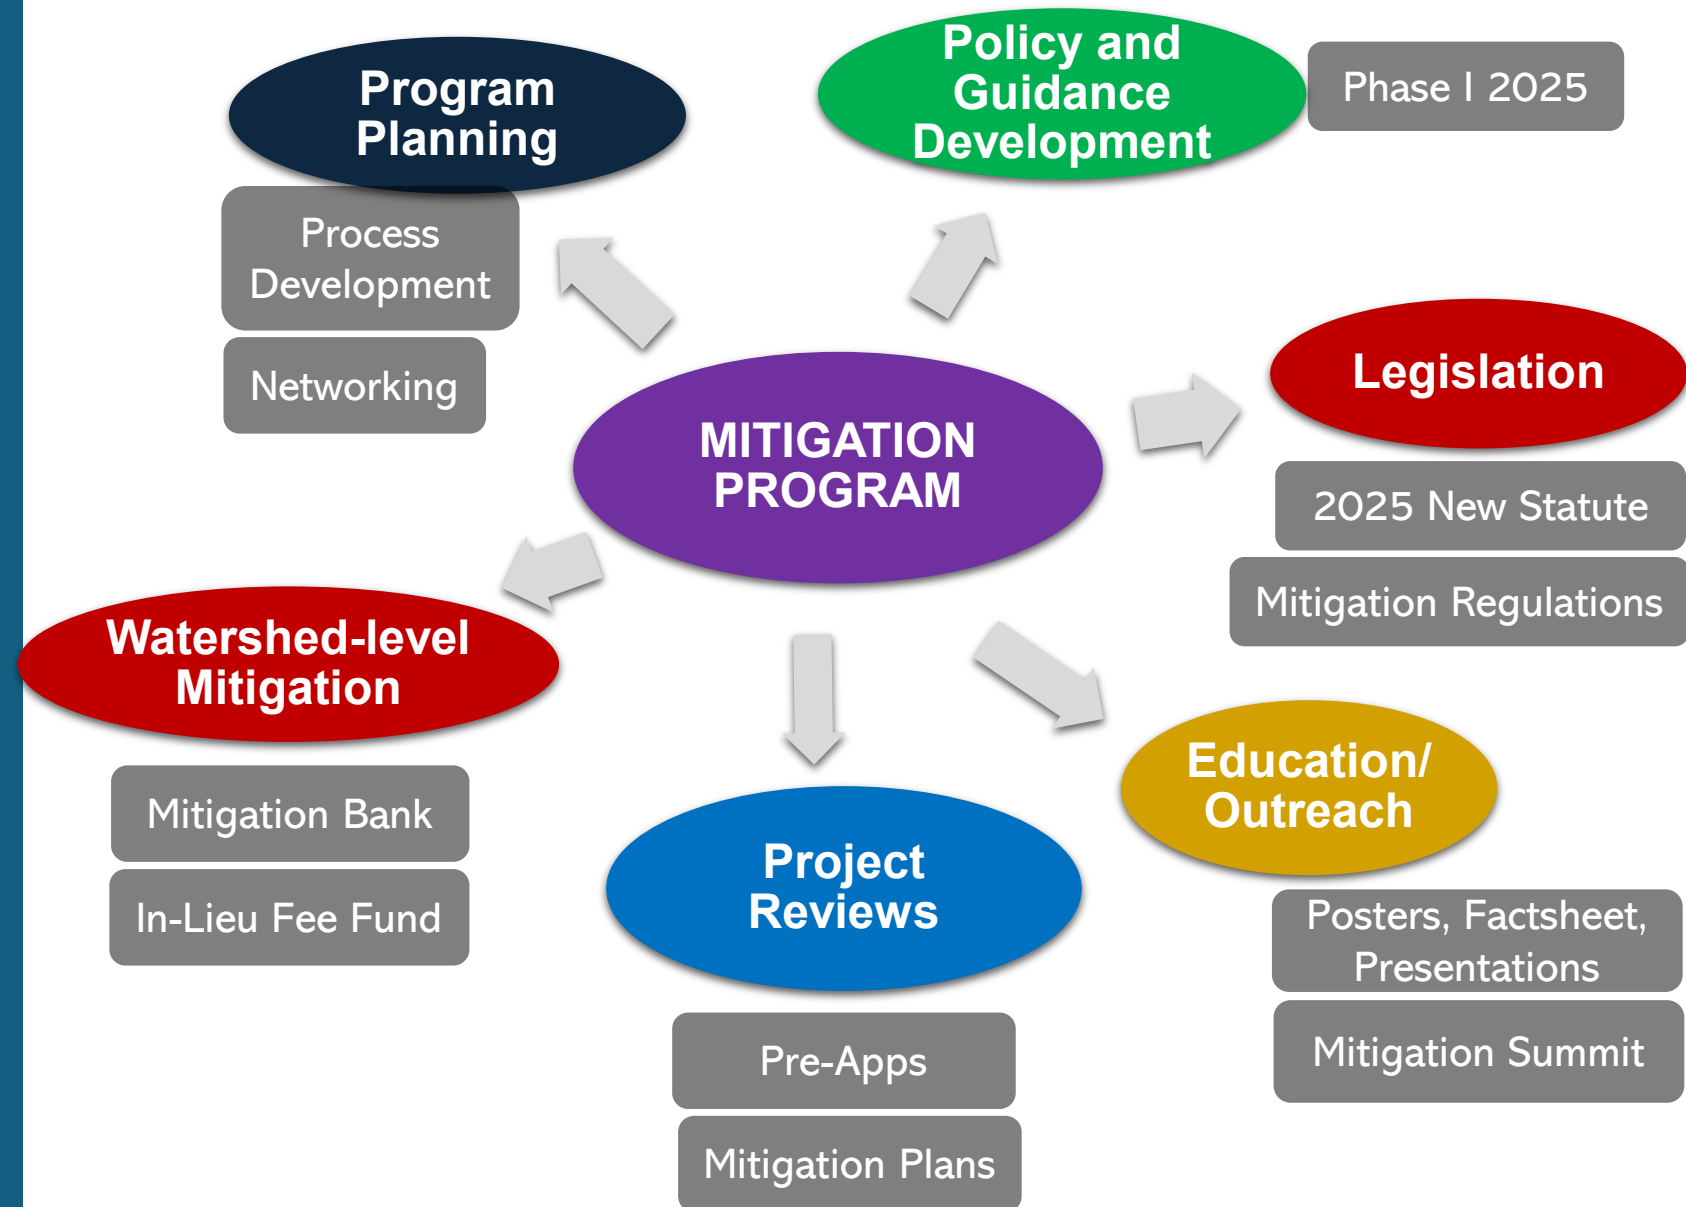 Program
Planning
Process
Development
Networking
Policy and
Guidance
Development
Phase I 2025
MITIGATION
PROGRAM
Legislation
2025 New Statute
Mitigation Regulations
Watershed-level
Mitigation
Mitigation Bank
In-Lieu Fee Fund
Project
Reviews
Pre-Apps
Mitigation Plans
Education/
Outreach
Posters, Factsheet,
Presentations
Mitigation Summit